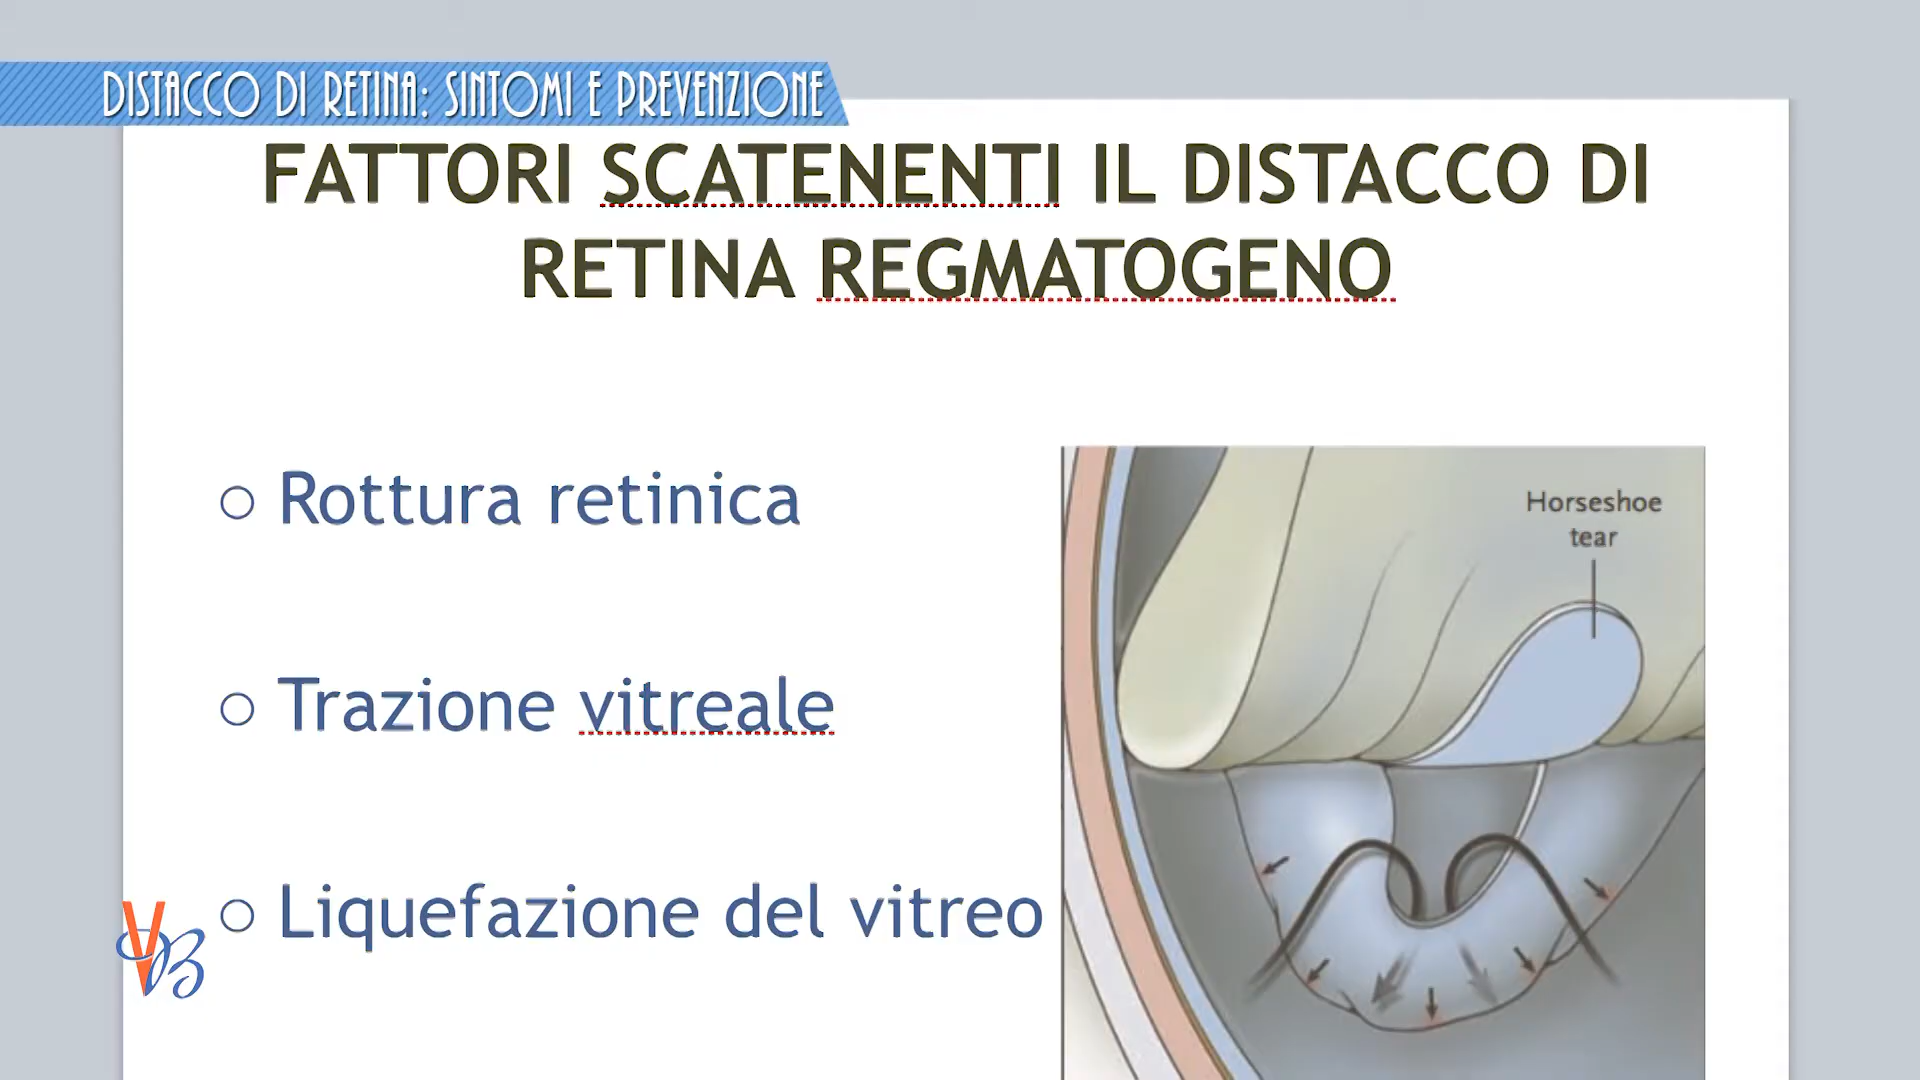 DISTACCO DI RETINA: SINTOMI E PREVENZIONE
FATTORI SCATENENTI IL DISTACCO DI
RETINA REGMATOGENO
Rottura retinica
Trazione vitreale
Liquefazione del vitreo
Horseshoe
tear
VB